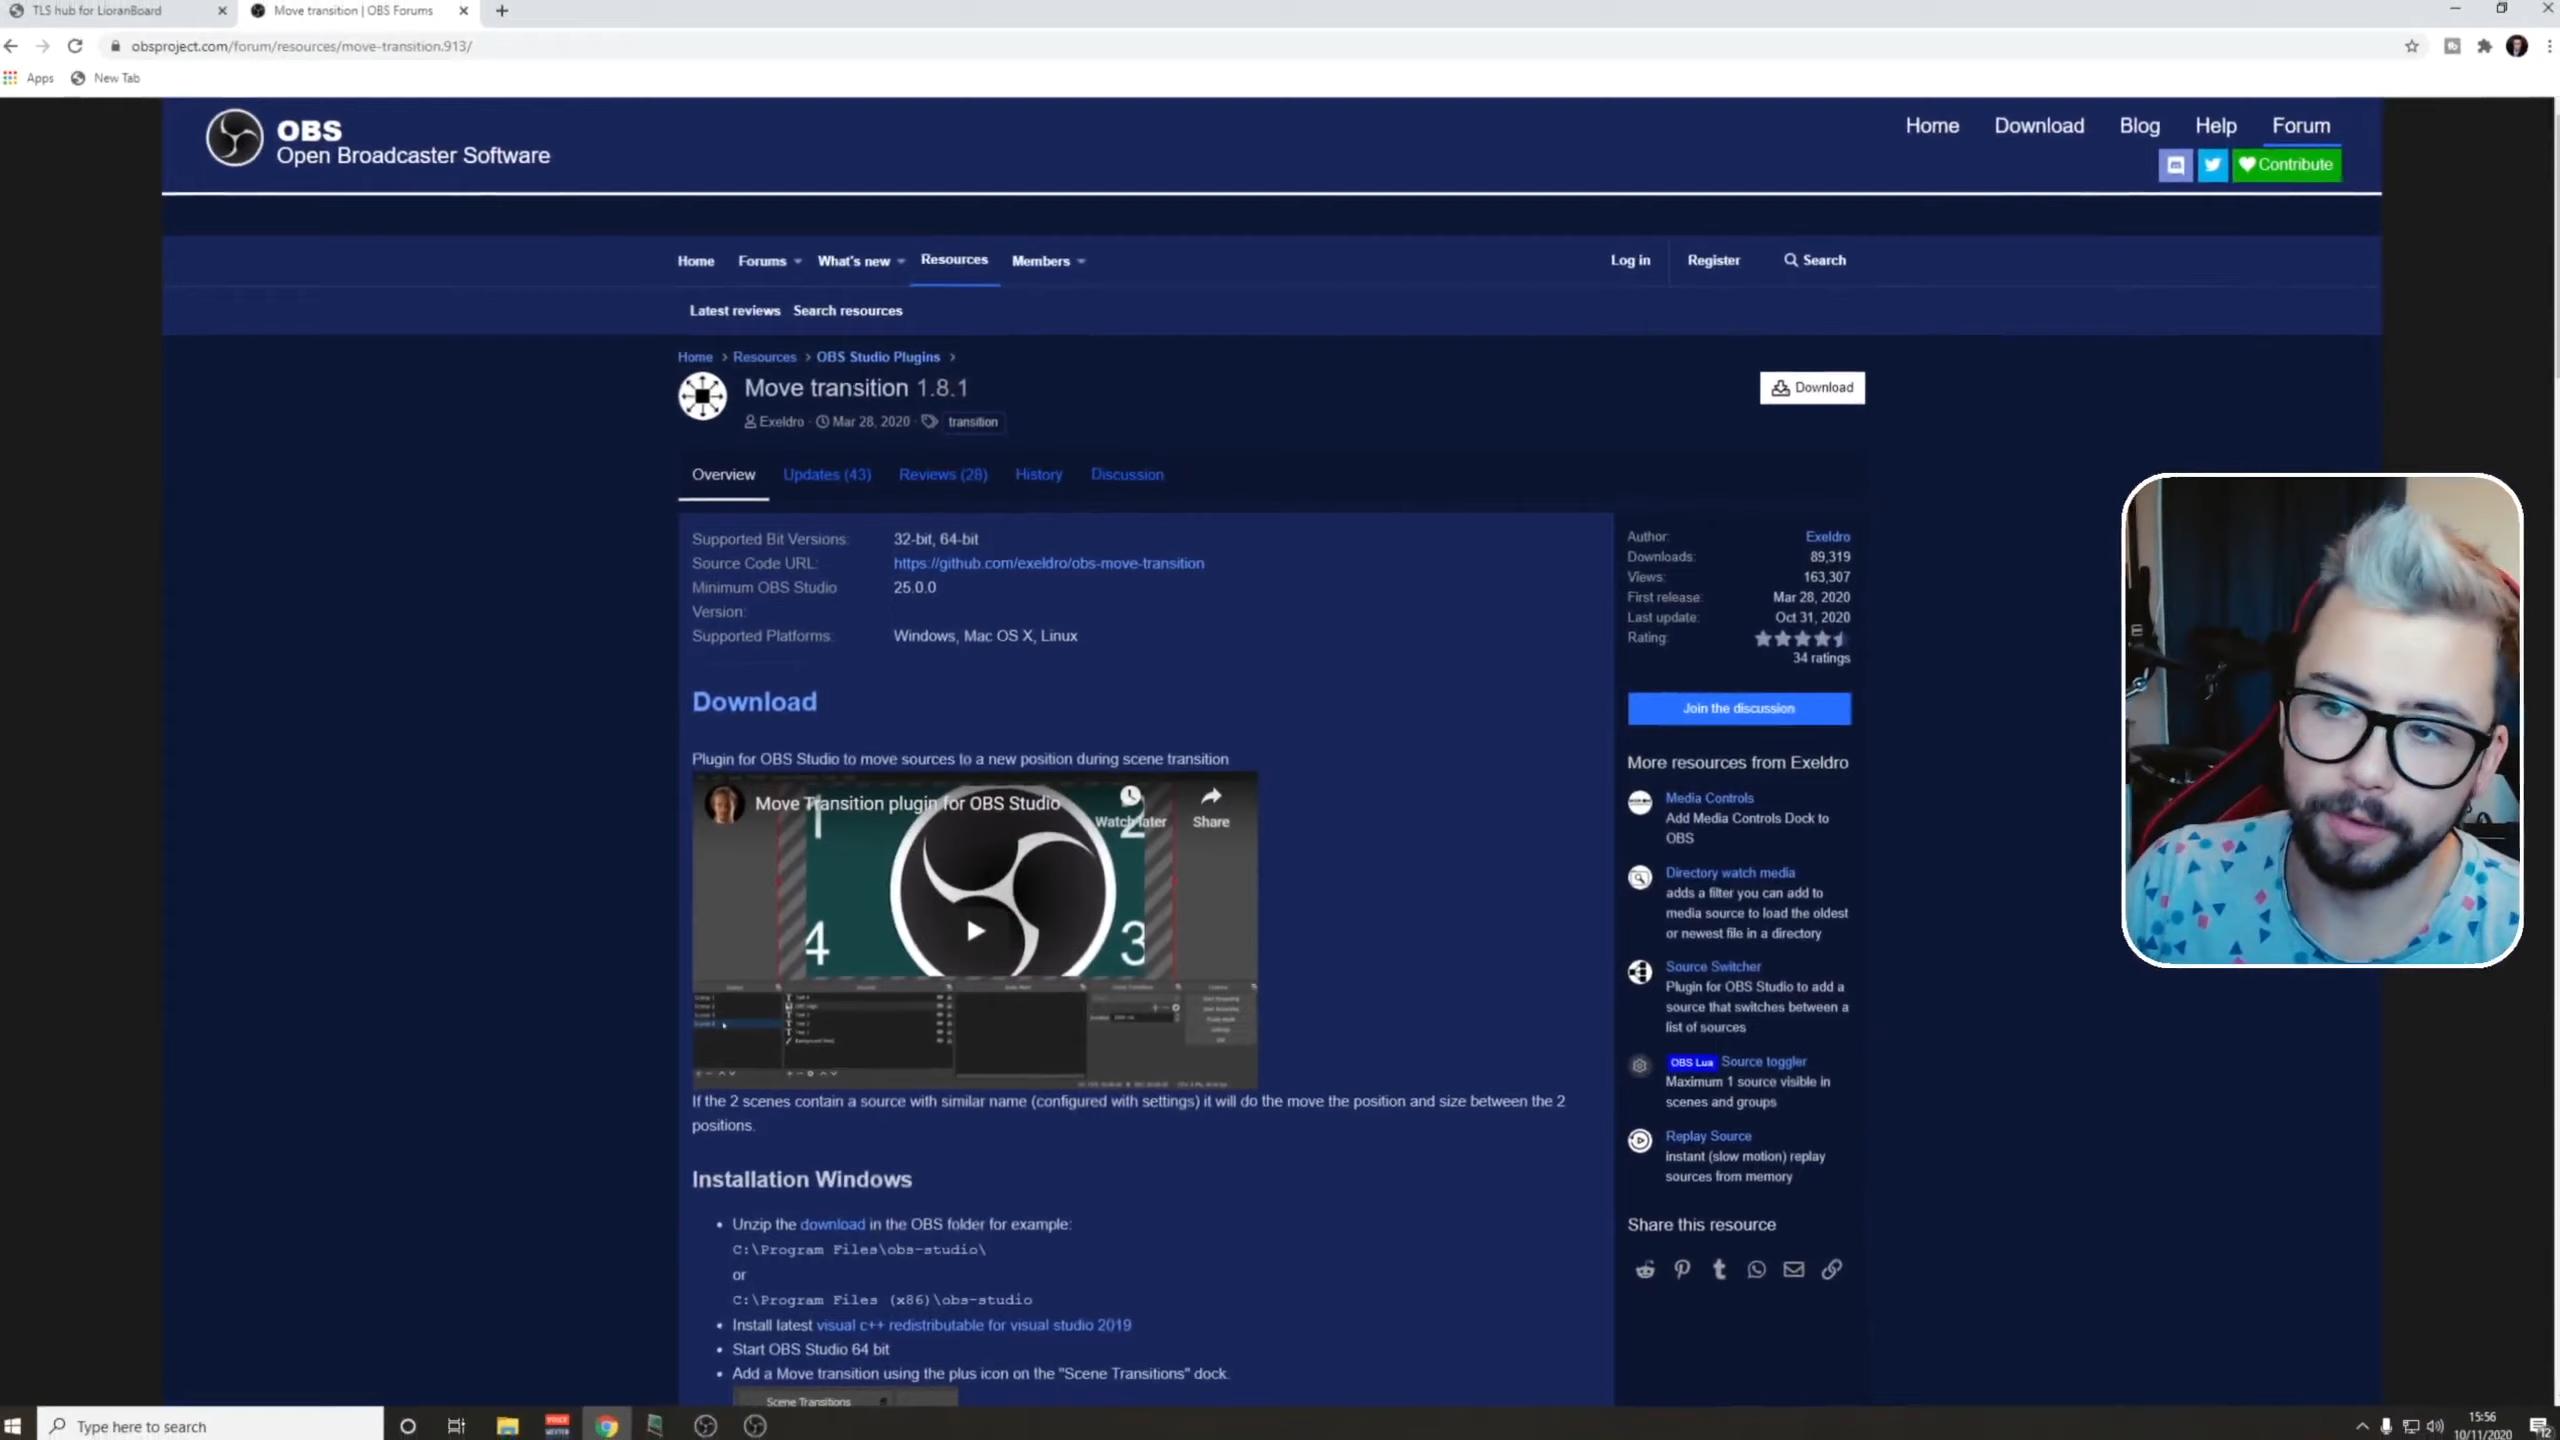 TLS hub for LioranBoard
Move transition | OBS Forums
obsproject.com/forum/resources/move-transition.913/
Apps
New Tab
OBS
Open Broadcaster Software
Home
Download
Blog
Help
Forum
Contribute
Home
Forums
What's new
Resources
Members
Log in
Register
Search
Latest reviews
Search resources
Home
Resources
OBS Studio Plugins
Move transition 1.8.1
Download
Exeldro · Mar 28, 2020 ·
transition
Overview
Updates (43)
Reviews (28)
History
Discussion
Supported Bit Versions: 32-bit, 64-bit
Source Code URL: https://github.com/exeldro/obs-move-transition
Minimum OBS Studio 25.0.0
Version:
Supported Platforms: Windows, Mac OS X, Linux
Download
Plugin for OBS Studio to move sources to a new position during scene transition
Move Transition plugin for OBS Studio
Watch later
Share
1
2
4
3
If the 2 scenes contain a source with similar name (configured with settings) it will do the move the position and size between the 2
positions.
Installation Windows
• Unzip the download in the OBS folder for example:
C:\Program Files\obs-studio\
or
C:\Program Files (x86)\obs-studio
• Install latest visual c++ redistributable for visual studio 2019
• Start OBS Studio 64 bit
• Add a Move transition using the plus icon on the "Scene Transitions" dock.
Scene Transitions
Author: Exeldro
Downloads: 89,319
Views: 163,307
First release: Mar 28, 2020
Last update: Oct 31, 2020
Rating:
34 ratings
Join the discussion
More resources from Exeldro
Media Controls
Add Media Controls Dock to
OBS
Directory watch media
adds a filter you can add to
media source to load the oldest
or newest file in a directory
Source Switcher
Plugin for OBS Studio to add a
source that switches between a
list of sources
OBS Lua Source toggler
Maximum 1 source visible in
scenes and groups
Replay Source
instant (slow motion) replay
sources from memory
Share this resource
Type here to search
15:56
10/11/2020